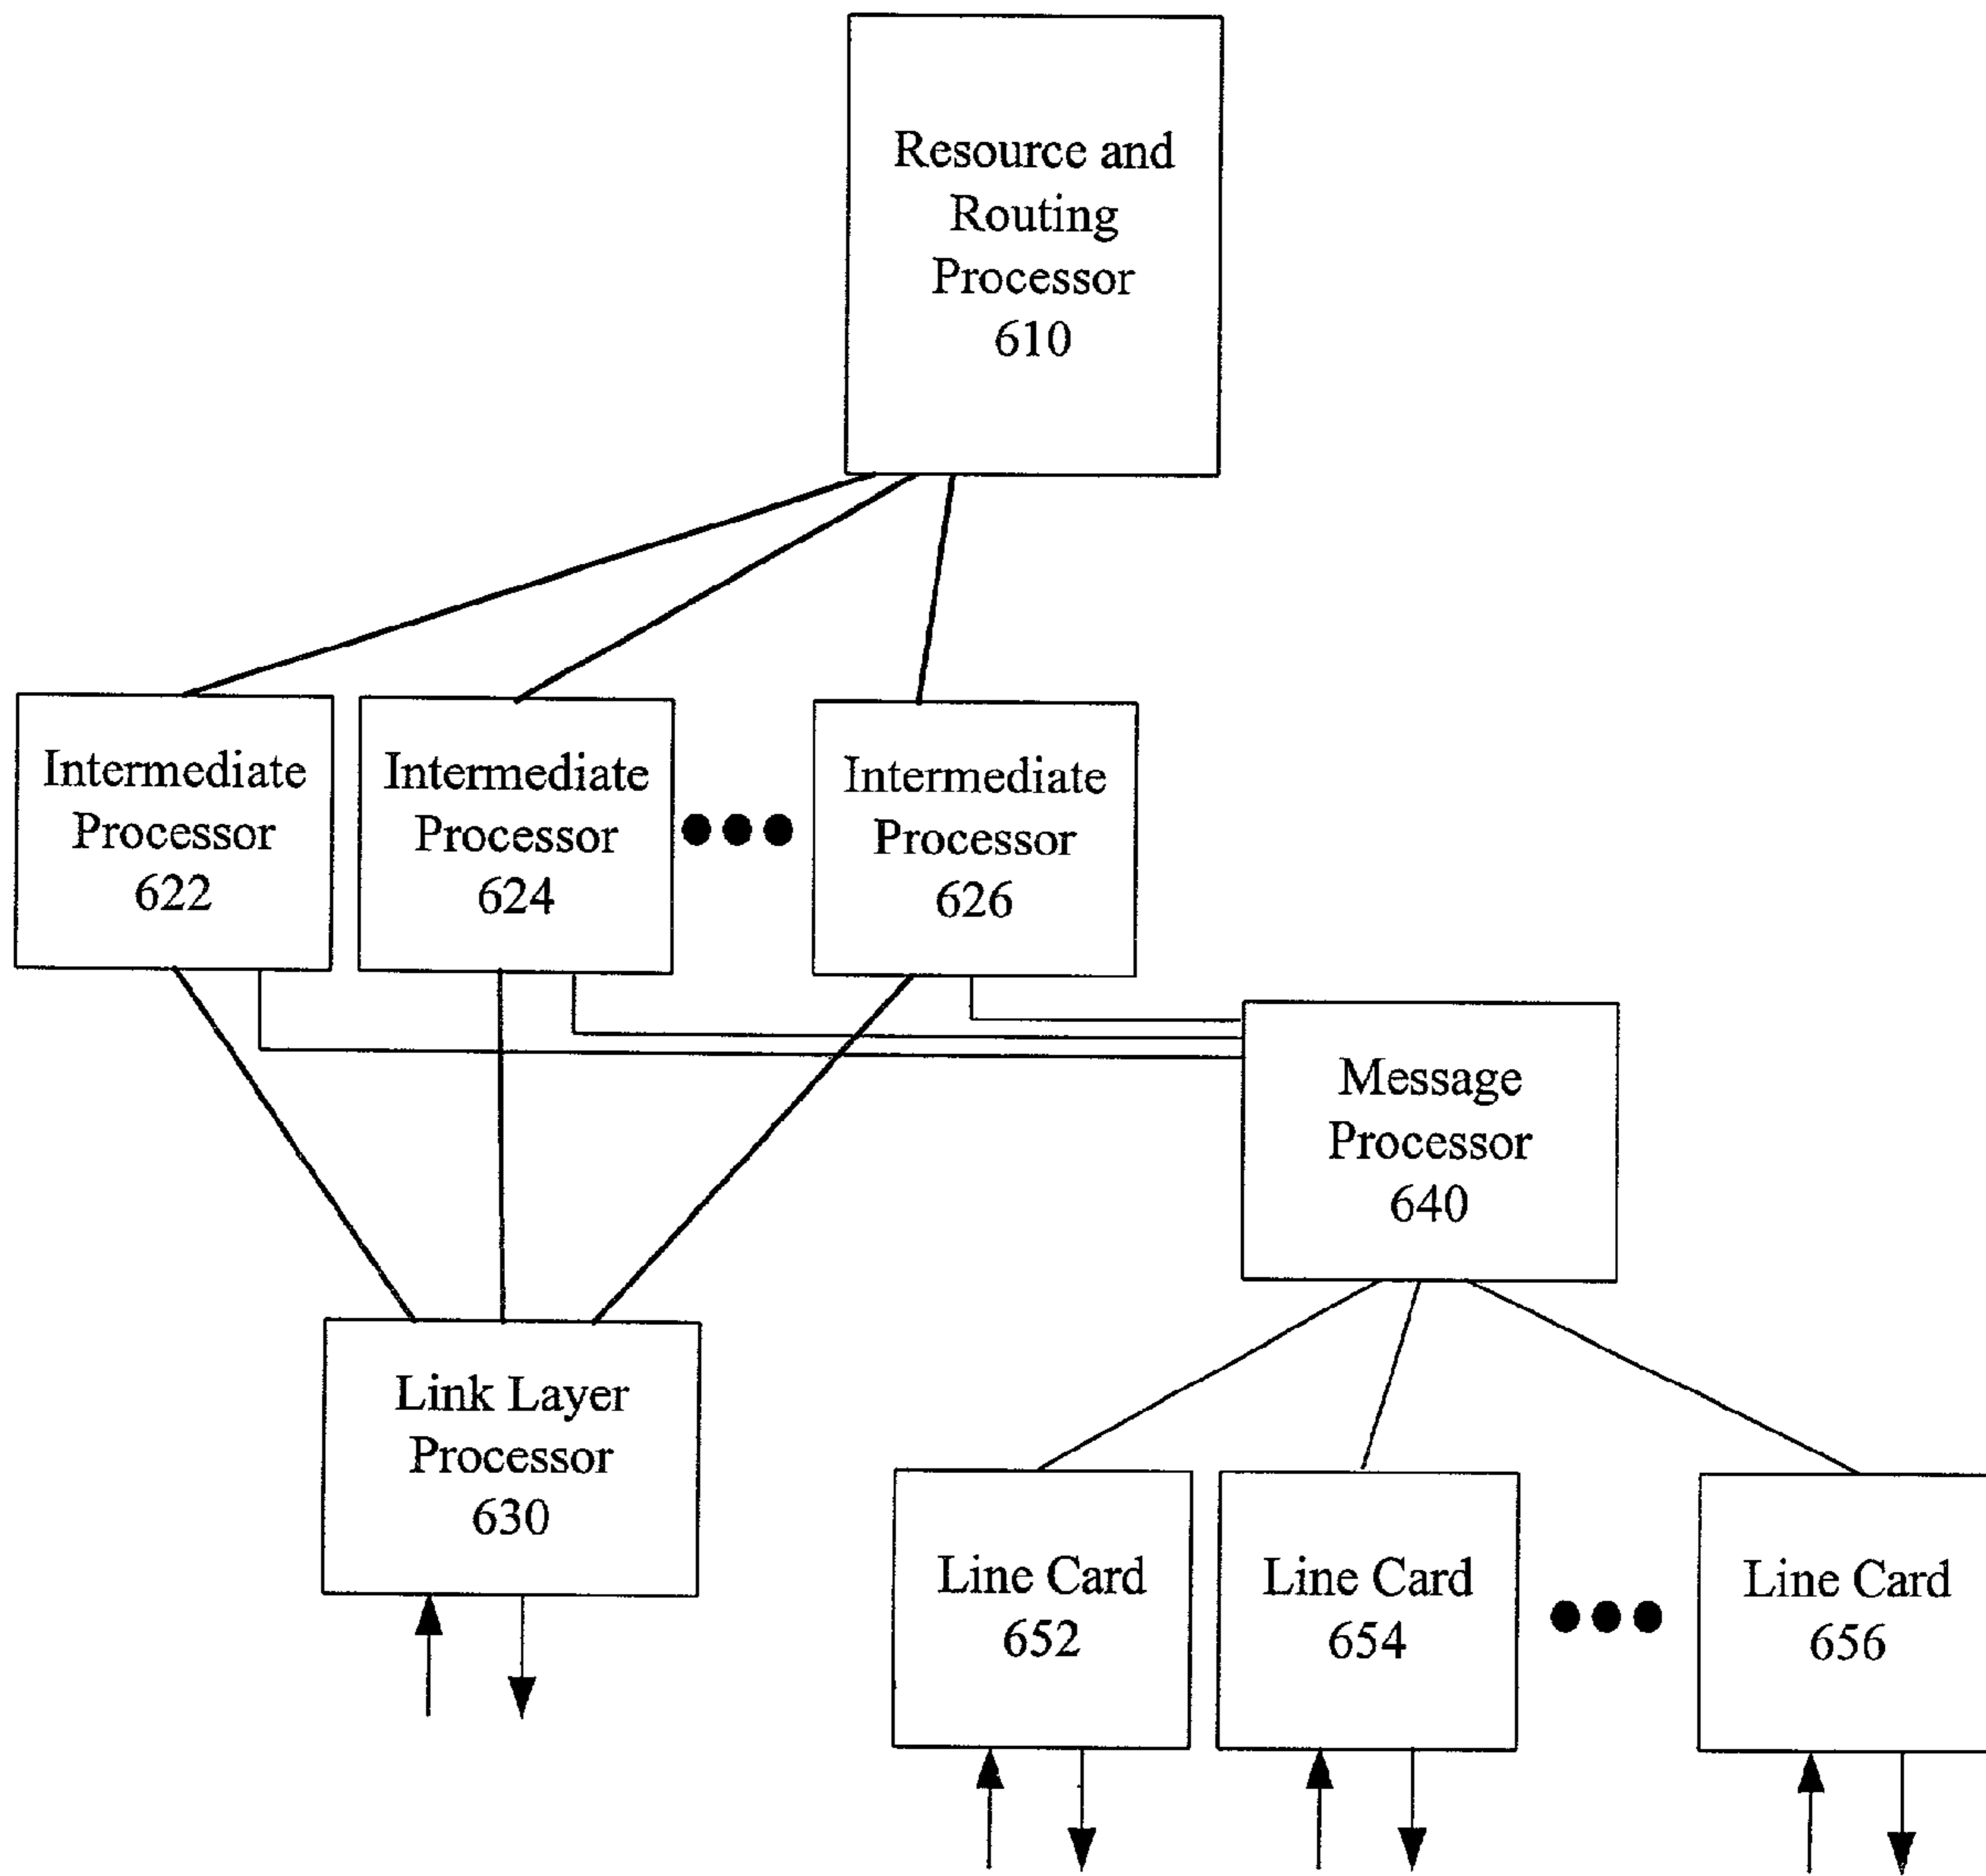 Resource and
Routing
Processor
610
Intermediate
Processor
622
Intermediate
Processor
624
Intermediate
Processor
626
Message
Processor
640
Link Layer
Processor
630
Line Card
652
Line Card
654
Line Card
656